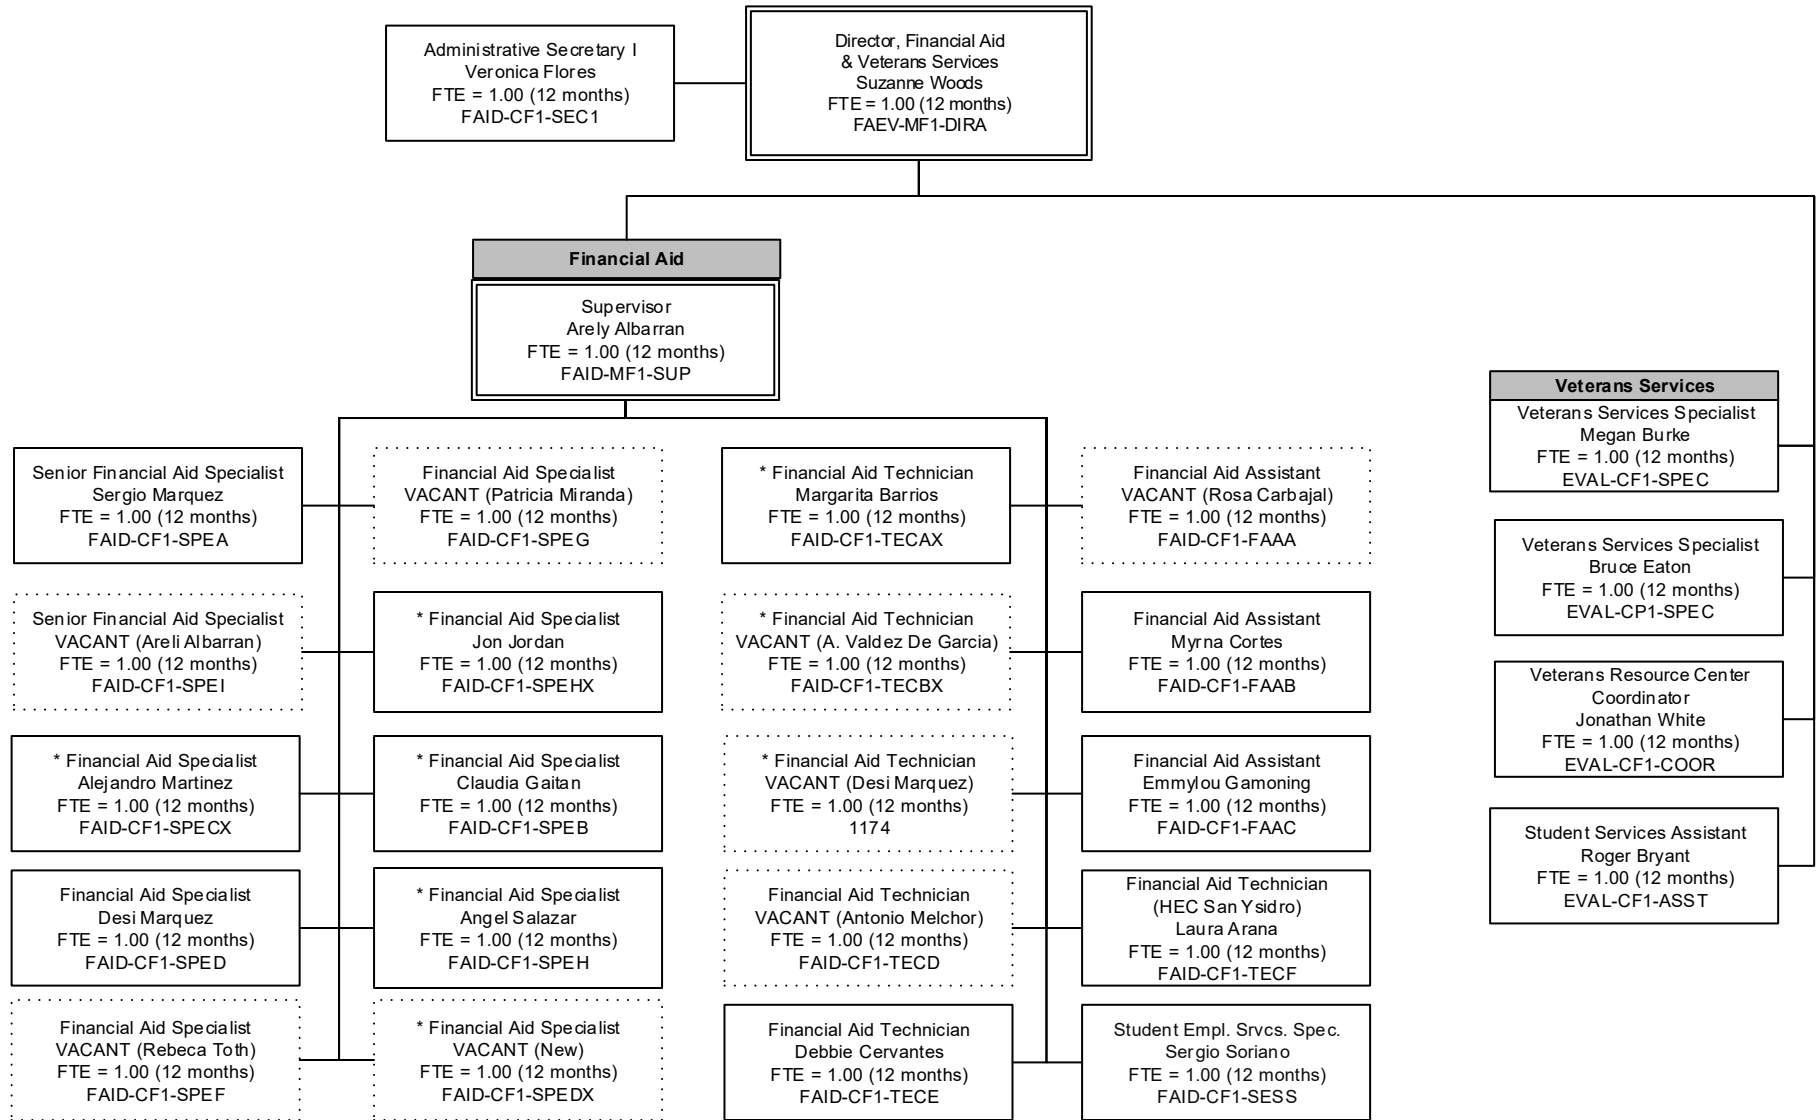 Administrative Secretary I
Veronica Flores
FTE = 1.00 (12 months)
FAID-CF1-SEC1
Director, Financial Aid
& Veterans Services
Suzanne Woods
FTE = 1.00 (12 months)
FAEV-MF1-DIRA
Financial Aid
Supervisor
Arely Albarran
FTE = 1.00 (12 months)
FAID-MF1-SUP
Senior Financial Aid Specialist
Sergio Marquez
FTE = 1.00 (12 months)
FAID-CF1-SPEA
Financial Aid Specialist
VACANT (Patricia Miranda)
FTE = 1.00 (12 months)
FAID-CF1-SPEG
* Financial Aid Technician
Margarita Barrios
FTE = 1.00 (12 months)
FAID-CF1-TECAX
Financial Aid Assistant
VACANT (Rosa Carbajal)
FTE = 1.00 (12 months)
FAID-CF1-FAAA
Senior Financial Aid Specialist
VACANT (Areli Albarran)
FTE = 1.00 (12 months)
FAID-CF1-SPEI
* Financial Aid Specialist
Jon Jordan
FTE = 1.00 (12 months)
FAID-CF1-SPEHX
* Financial Aid Technician
VACANT (A. Valdez De Garcia)
FTE = 1.00 (12 months)
FAID-CF1-TECBX
Financial Aid Assistant
Myrna Cortes
FTE = 1.00 (12 months)
FAID-CF1-FAAB
* Financial Aid Specialist
Alejandro Martinez
FTE = 1.00 (12 months)
FAID-CF1-SPECX
* Financial Aid Specialist
Claudia Gaitan
FTE = 1.00 (12 months)
FAID-CF1-SPEB
* Financial Aid Technician
VACANT (Desi Marquez)
FTE = 1.00 (12 months)
1174
Financial Aid Assistant
Emmylou Gamoning
FTE = 1.00 (12 months)
FAID-CF1-FAAC
Financial Aid Specialist
Desi Marquez
FTE = 1.00 (12 months)
FAID-CF1-SPED
* Financial Aid Specialist
Angel Salazar
FTE = 1.00 (12 months)
FAID-CF1-SPEH
Financial Aid Technician
VACANT (Antonio Melchor)
FTE = 1.00 (12 months)
FAID-CF1-TECD
Financial Aid Technician
(HEC San Ysidro)
Laura Arana
FTE = 1.00 (12 months)
FAID-CF1-TECF
Financial Aid Specialist
VACANT (Rebeca Toth)
FTE = 1.00 (12 months)
FAID-CF1-SPEF
* Financial Aid Specialist
VACANT (New)
FTE = 1.00 (12 months)
FAID-CF1-SPEDX
Financial Aid Technician
Debbie Cervantes
FTE = 1.00 (12 months)
FAID-CF1-TECE
Student Empl. Srvcs. Spec.
Sergio Soriano
FTE = 1.00 (12 months)
FAID-CF1-SESS
Veterans Services
Veterans Services Specialist
Megan Burke
FTE = 1.00 (12 months)
EVAL-CF1-SPEC
Veterans Services Specialist
Bruce Eaton
FTE = 1.00 (12 months)
EVAL-CP1-SPEC
Veterans Resource Center
Coordinator
Jonathan White
FTE = 1.00 (12 months)
EVAL-CF1-COOR
Student Services Assistant
Roger Bryant
FTE = 1.00 (12 months)
EVAL-CF1-ASST